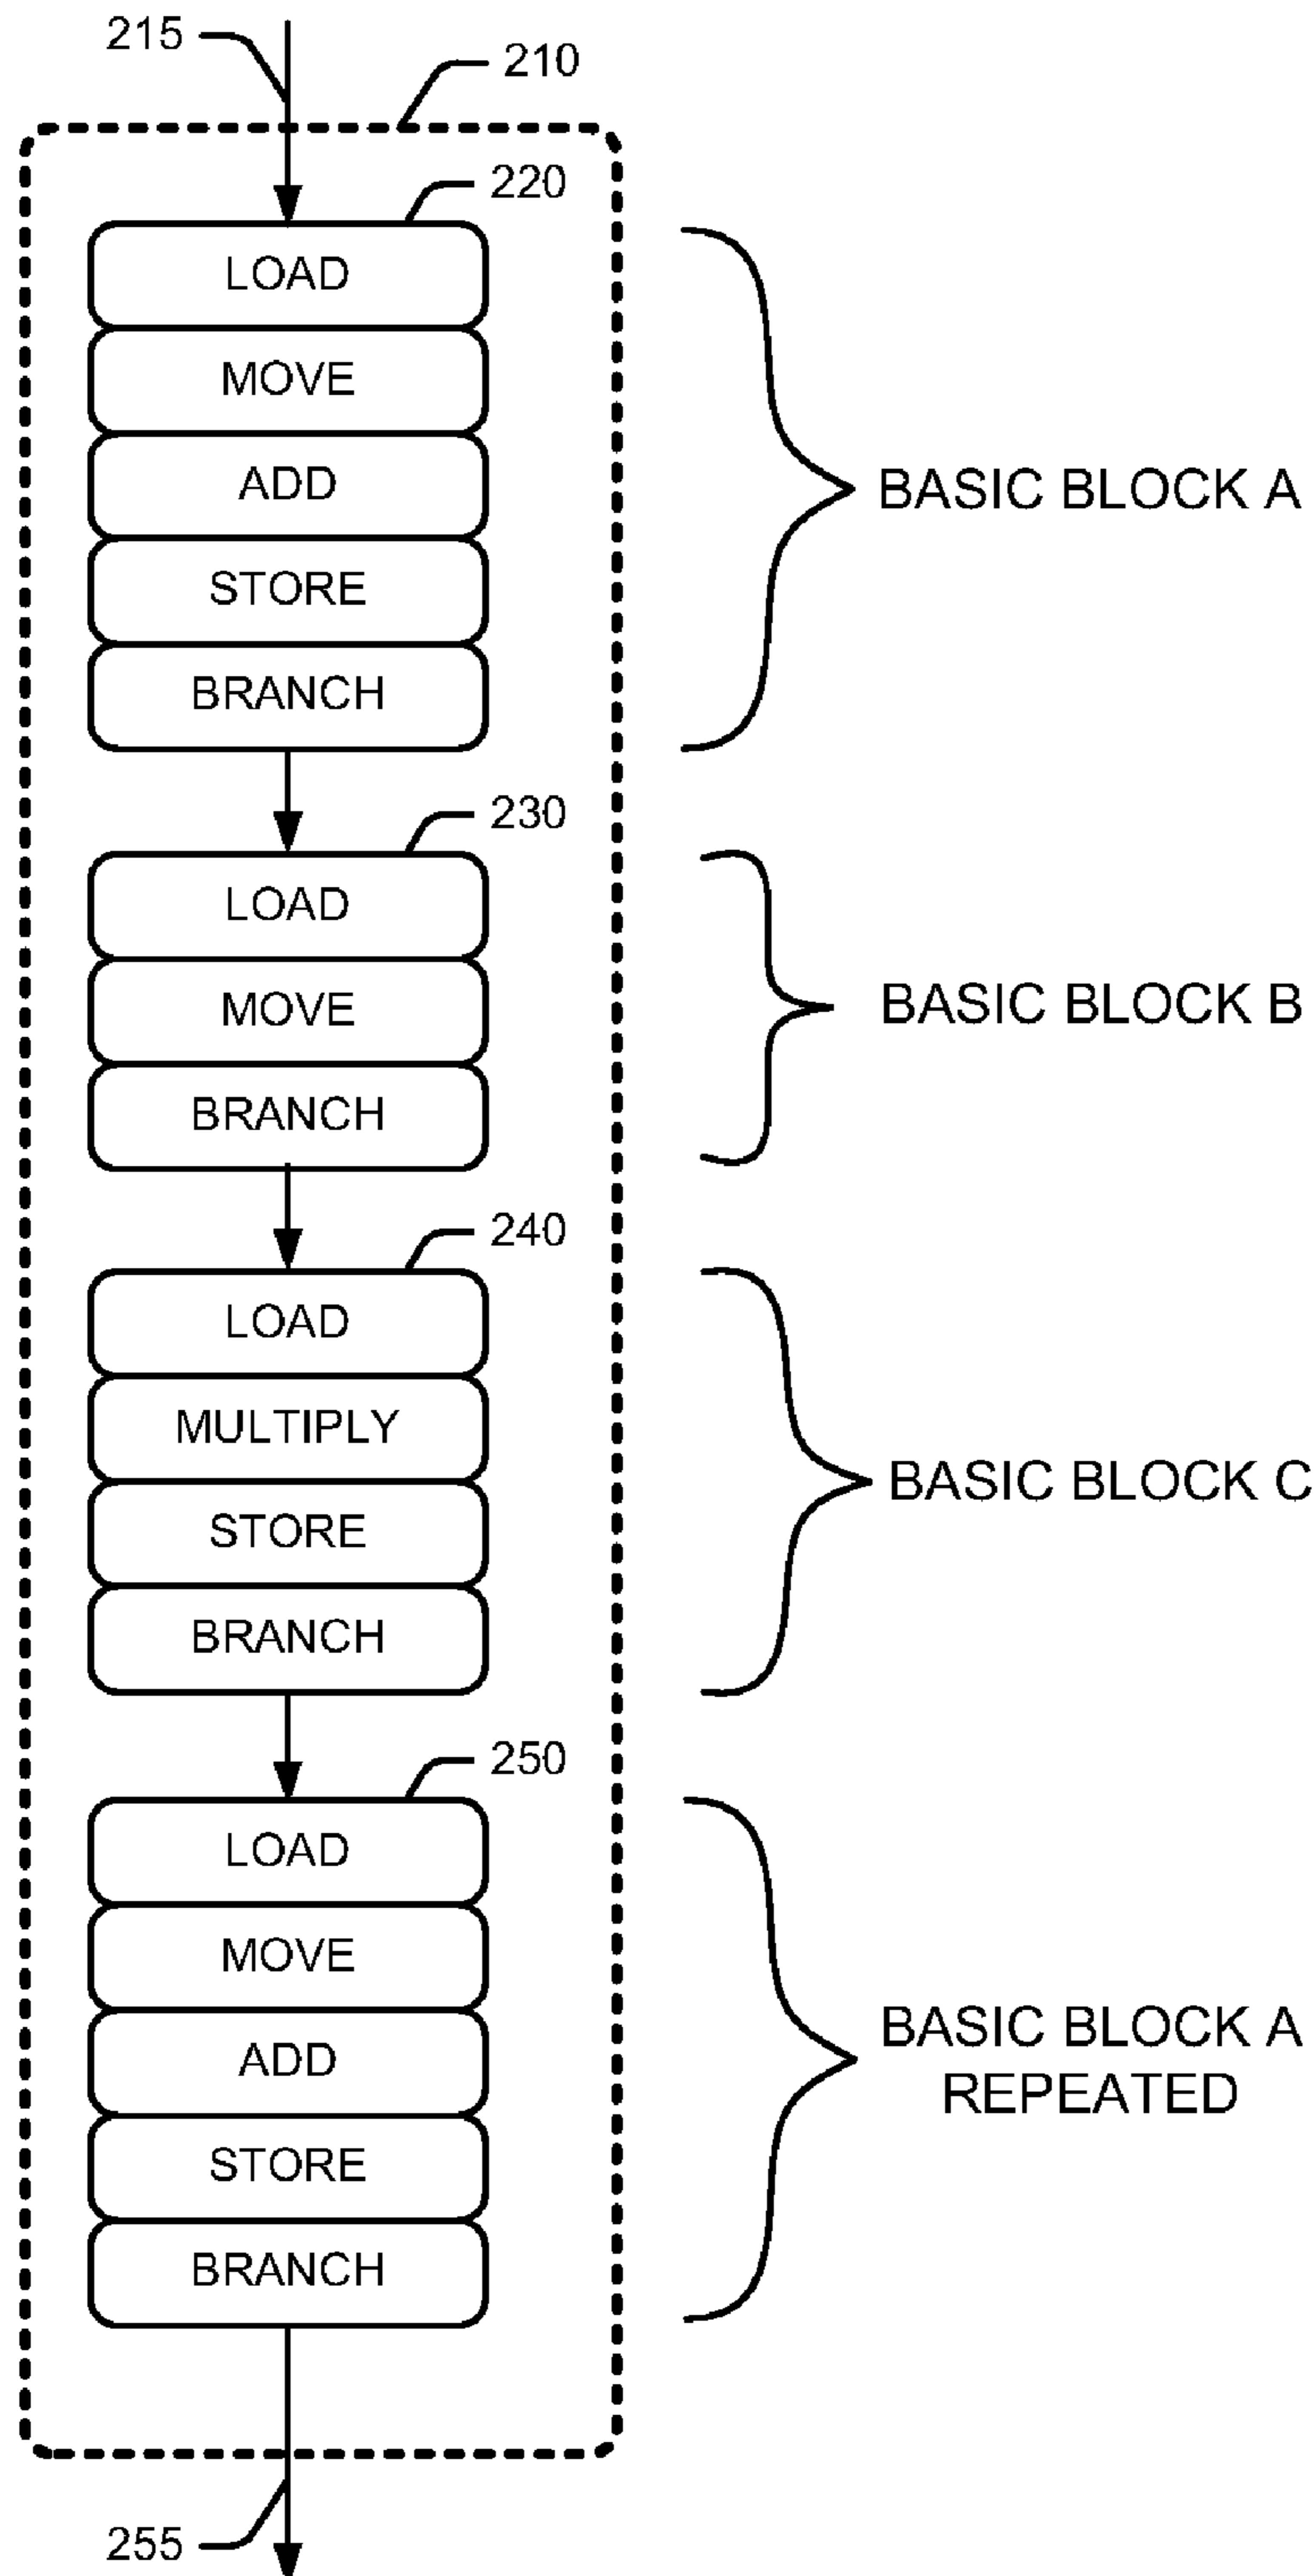 215
210
220
LOAD
MOVE
ADD
STORE
BRANCH
BASIC BLOCK A
230
LOAD
MOVE
BRANCH
BASIC BLOCK B
240
LOAD
MULTIPLY
STORE
BRANCH
BASIC BLOCK C
250
LOAD
MOVE
ADD
STORE
BRANCH
BASIC BLOCK A
REPEATED
255